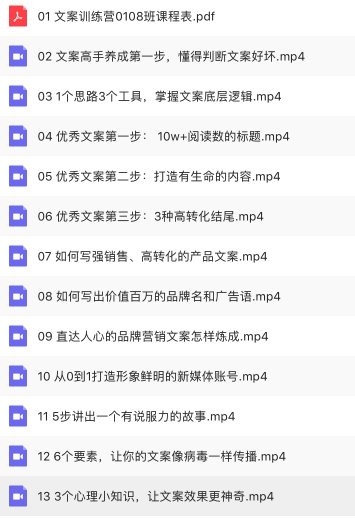 01 文案训练营0108班课程表.pdf
02 文案高手养成第一步，懂得判断文案好坏.mp4
03 1个思路3个工具，掌握文案底层逻辑.mp4
04 优秀文案第一步： 10w+阅读数的标题.mp4
05 优秀文案第二步：打造有生命的内容.mp4
06 优秀文案第三步：3种高转化结尾.mp4
07 如何写强销售、高转化的产品文案.mp4
08 如何写出价值百万的品牌名和广告语.mp4
09 直达人心的品牌营销文案怎样炼成.mp4
10 从0到1打造形象鲜明的新媒体账号.mp4
11 5步讲出一个有说服力的故事.mp4
12 6个要素，让你的文案像病毒一样传播.mp4
13 3个心理小知识，让文案效果更神奇.mp4